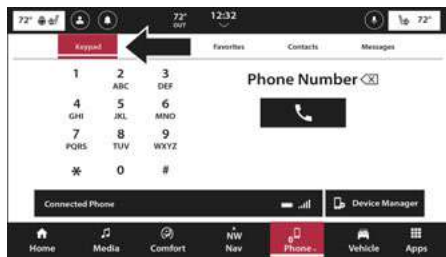 72° 72° OUT 12:32 72°
Keypad Favorites Contacts Messages
1 2 ABC 3 DEF
4 GHI 5 JKL 6 MNO
7 PQRS 8 TUV 9 WXYZ
* 0 #
Phone Number
Connected Phone Device Manager
Home Media Comfort NW Nav Phone Vehicle Apps